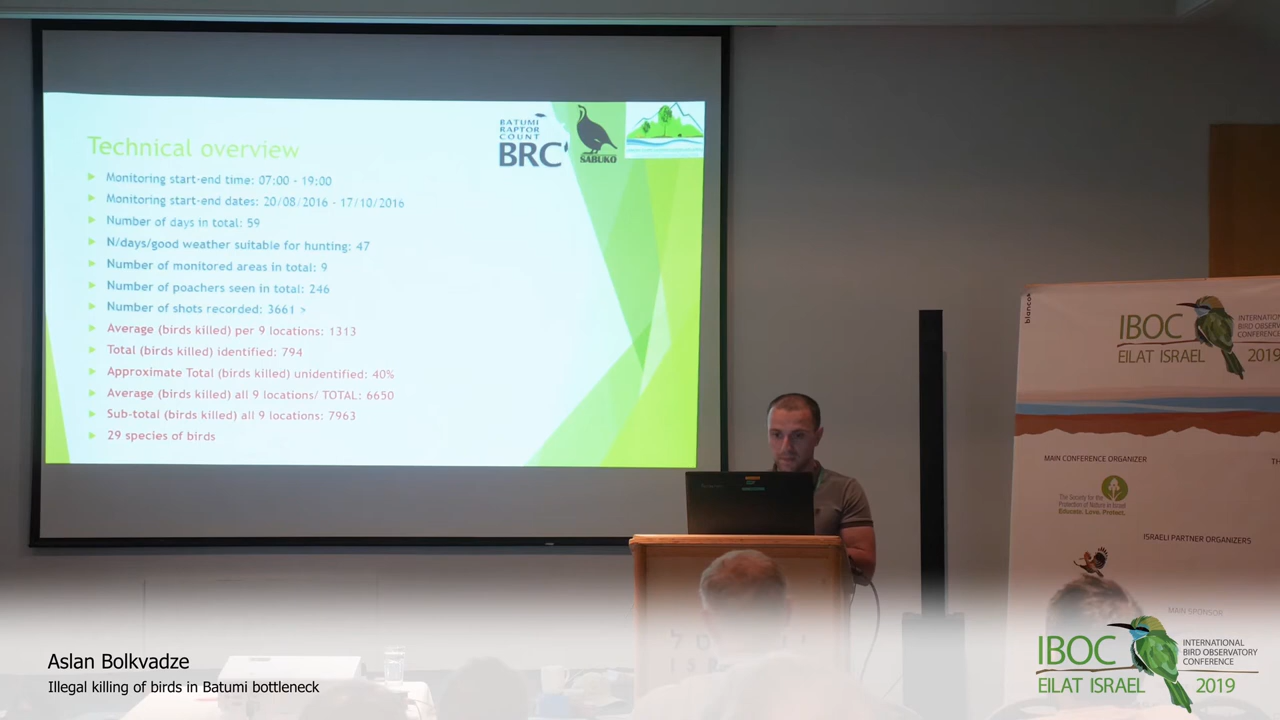 Technical overview
BATUMI
RAPTOR
COUNT
BRC
SABUKO
Monitoring start-end time: 07:00 - 19:00
Monitoring start-end dates: 20/08/2016 - 17/10/2016
Number of days in total: 59
N/days/good weather suitable for hunting: 47
Number of monitored areas in total: 9
Number of poachers seen in total: 246
Number of shots recorded: 3661 >
Average (birds killed) per 9 locations: 1313
Total (birds killed) identified: 794
Approximate Total (birds killed) unidentified: 40%
Average (birds killed) all 9 locations/ TOTAL: 6650
Sub-total (birds killed) all 9 locations: 7963
29 species of birds
blancok
IBOC
EILAT ISRAEL
INTERNATION
BIRD OBSERV
CONFERENC
2019
MAIN CONFERENCE ORGANIZER
TH
The Society for the
Protection of Nature in Israel
Educate. Love. Protect.
ISRAELI PARTNER ORGANIZERS
MAIN SPONSOR
Aslan Bolkvadze
Illegal killing of birds in Batumi bottleneck
IBOC
EILAT ISRAEL
INTERNATIONAL
BIRD OBSERVATORY
CONFERENCE
2019